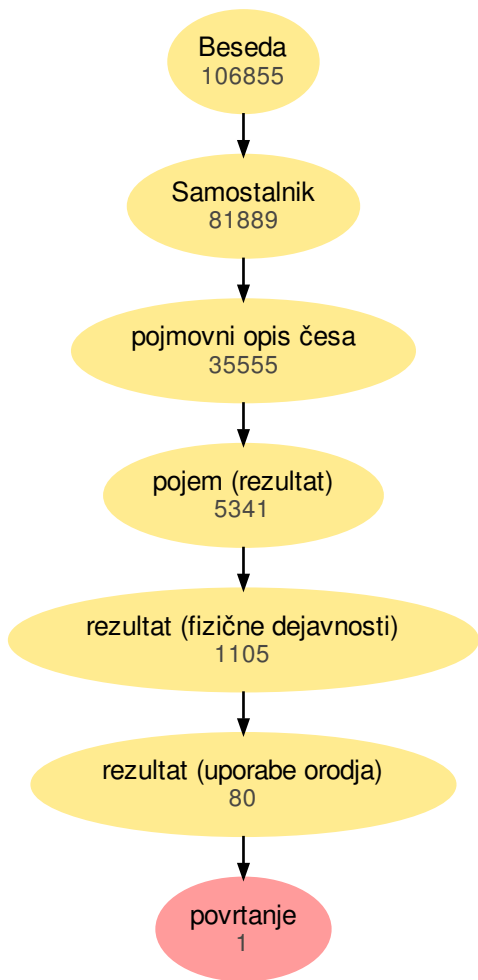 Beseda
106855
Samostalnik
81889
pojmovni opis česa
35555
pojem (rezultat)
5341
rezultat (fizične dejavnosti)
1105
rezultat (uporabe orodja)
80
povrtanje
1